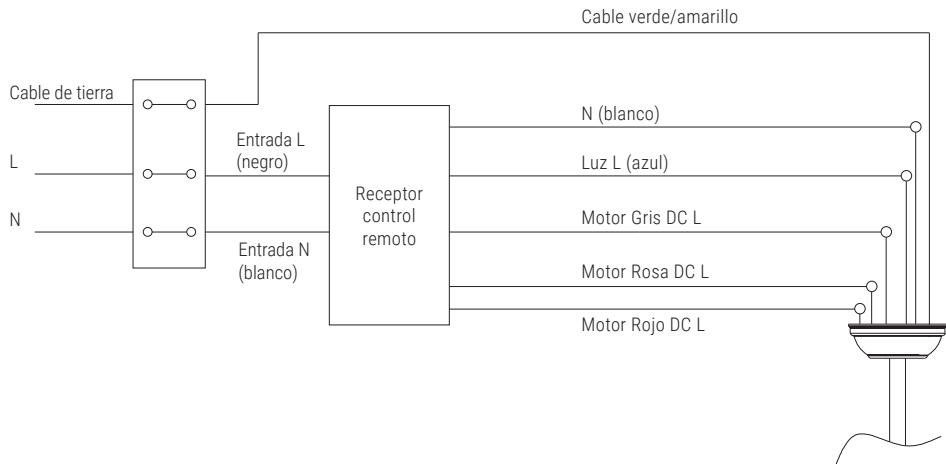 Cable verde/amarillo
Cable de tierra
L
N
Entrada L
(negro)
Entrada N
(blanco)
Receptor
control
remoto
N (blanco)
Luz L (azul)
Motor Gris DC L
Motor Rosa DC L
Motor Rojo DC L